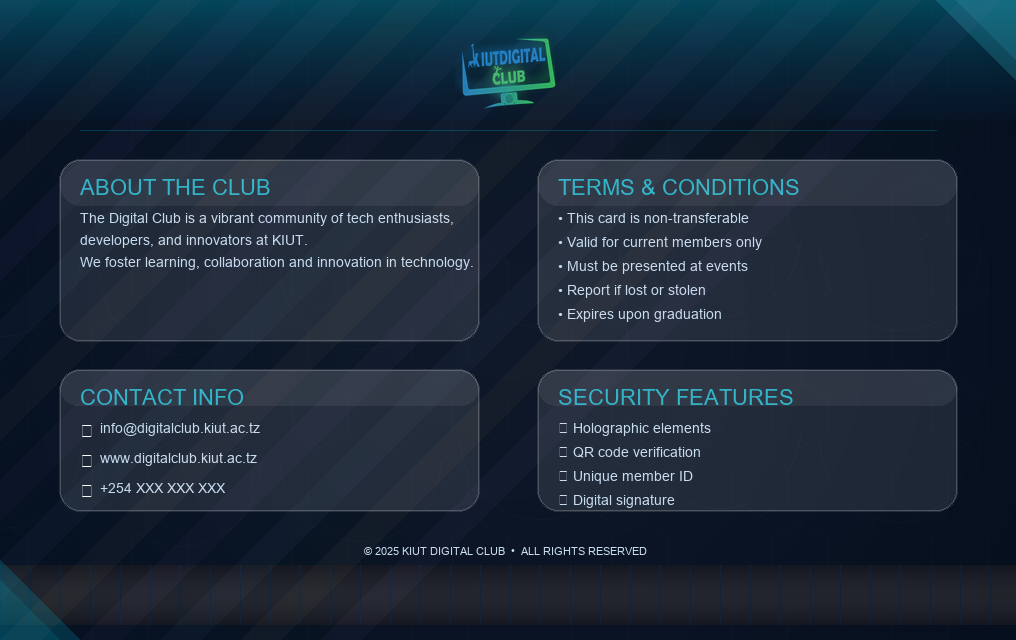 KIUTDIGITAL
CLUB
ABOUT THE CLUB
The Digital Club is a vibrant community of tech enthusiasts,
developers, and innovators at KIUT.
We foster learning, collaboration and innovation in technology.
TERMS & CONDITIONS
• This card is non-transferable
• Valid for current members only
• Must be presented at events
• Report if lost or stolen
• Expires upon graduation
CONTACT INFO
info@digitalclub.kiut.ac.tz
www.digitalclub.kiut.ac.tz
+254 XXX XXX XXX
SECURITY FEATURES
Holographic elements
QR code verification
Unique member ID
Digital signature
© 2025 KIUT DIGITAL CLUB • ALL RIGHTS RESERVED